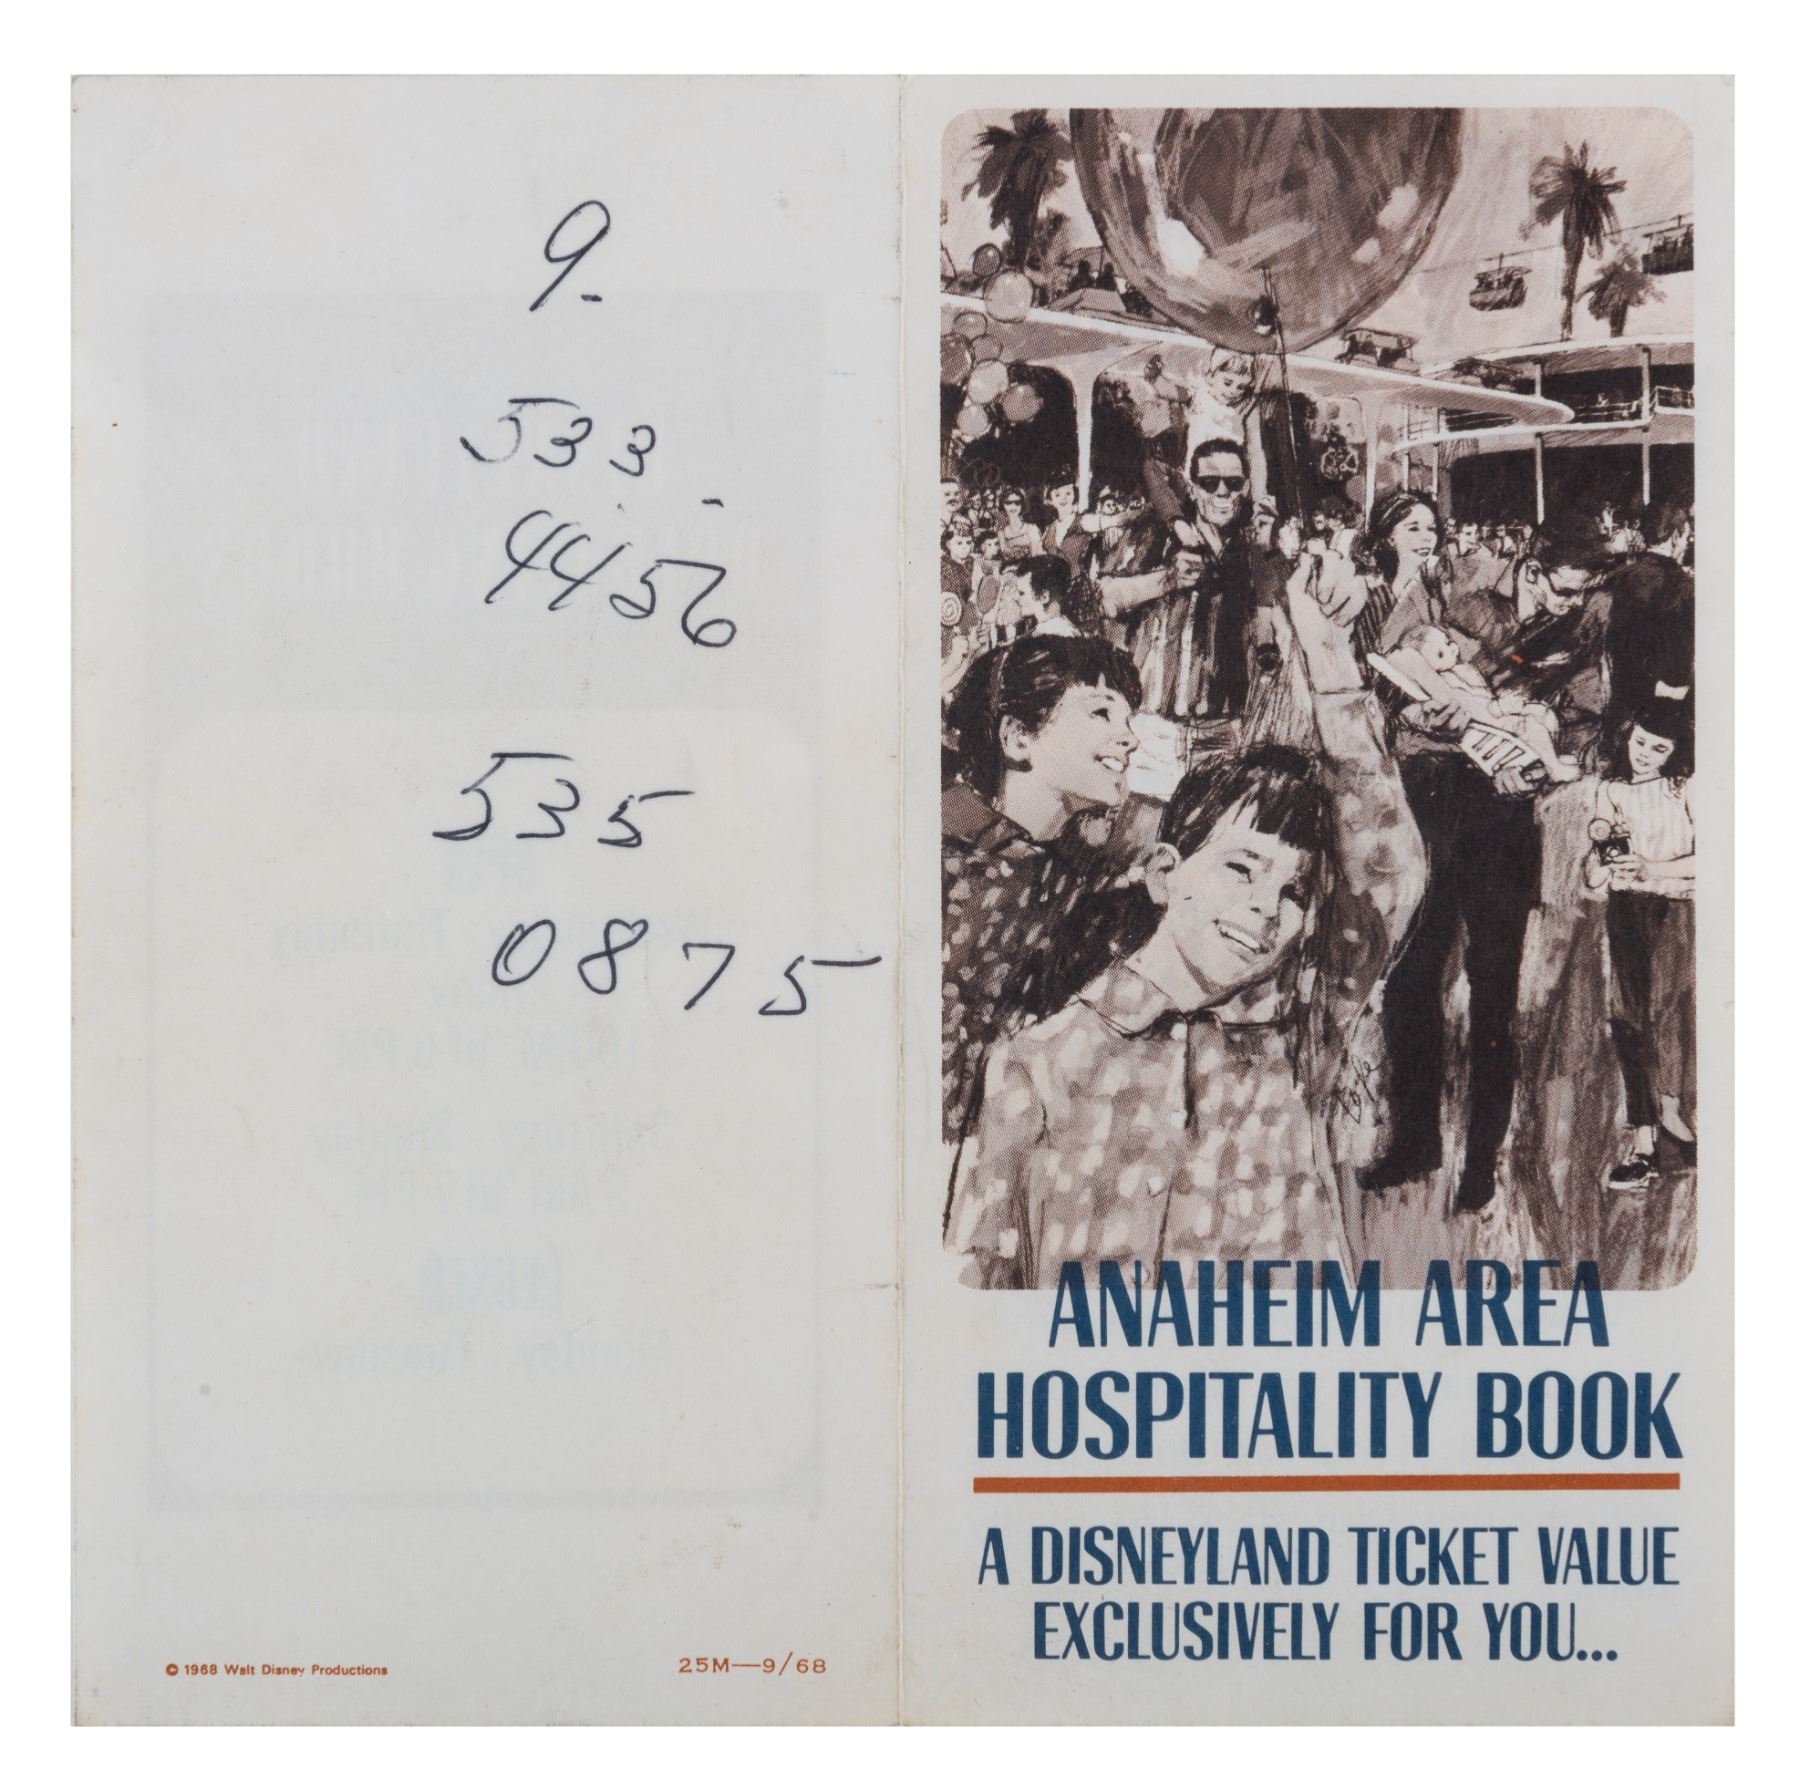 9-
533-
4456
535
0875
© 1968 Walt Disney Productions
25M—9/68
ANAHEIM AREA
HOSPITALITY BOOK
A DISNEYLAND TICKET VALUE
EXCLUSIVELY FOR YOU...